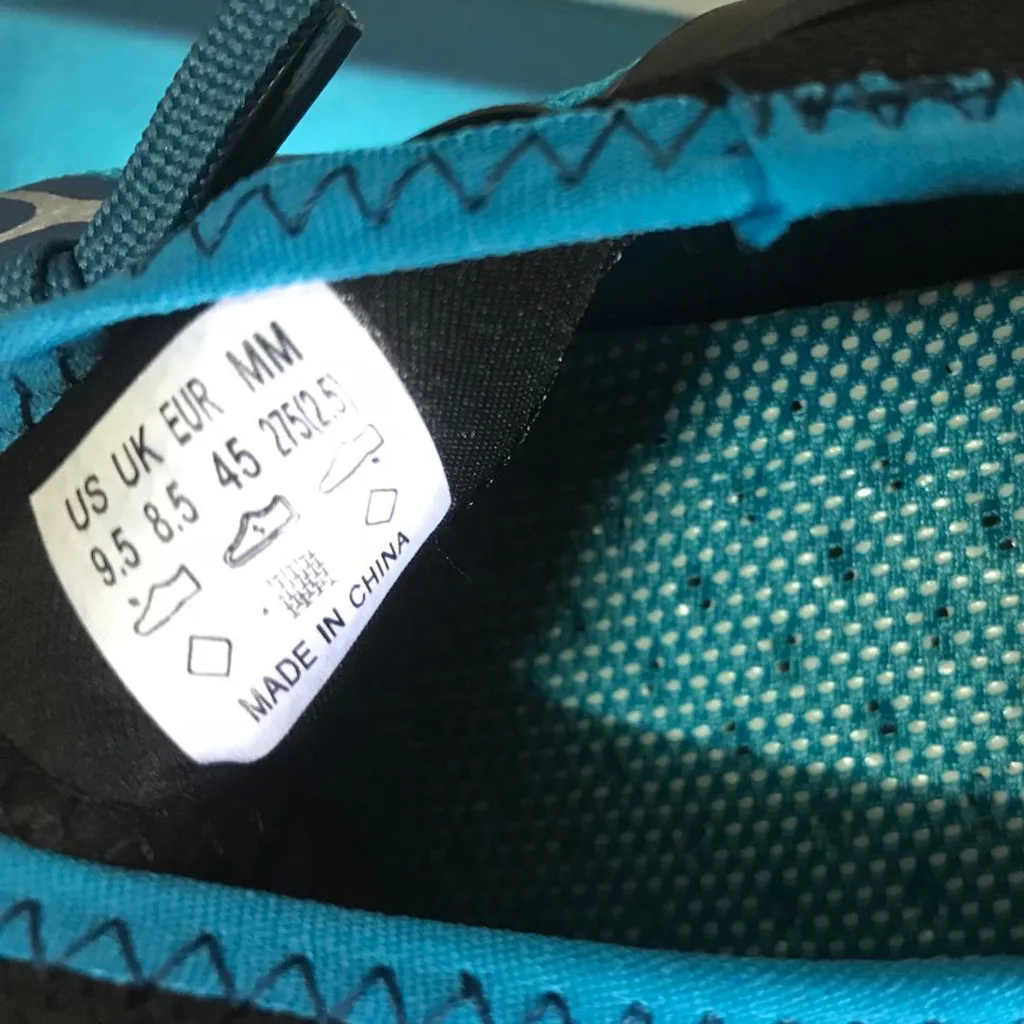 US UK EUR MM
9.5 8.5 45 275(2.5)
MADE IN CHINA